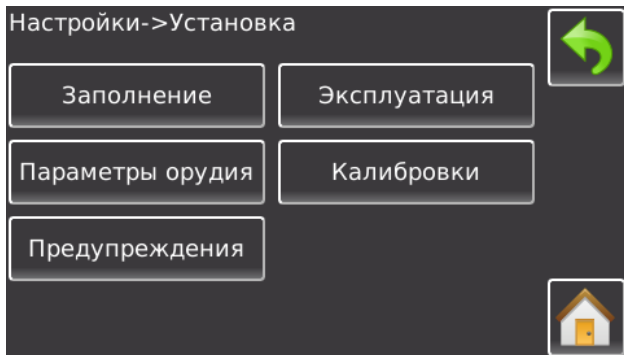 Настройки->Установка
Заполнение
Эксплуатация
Параметры орудия
Калибровки
Предупреждения